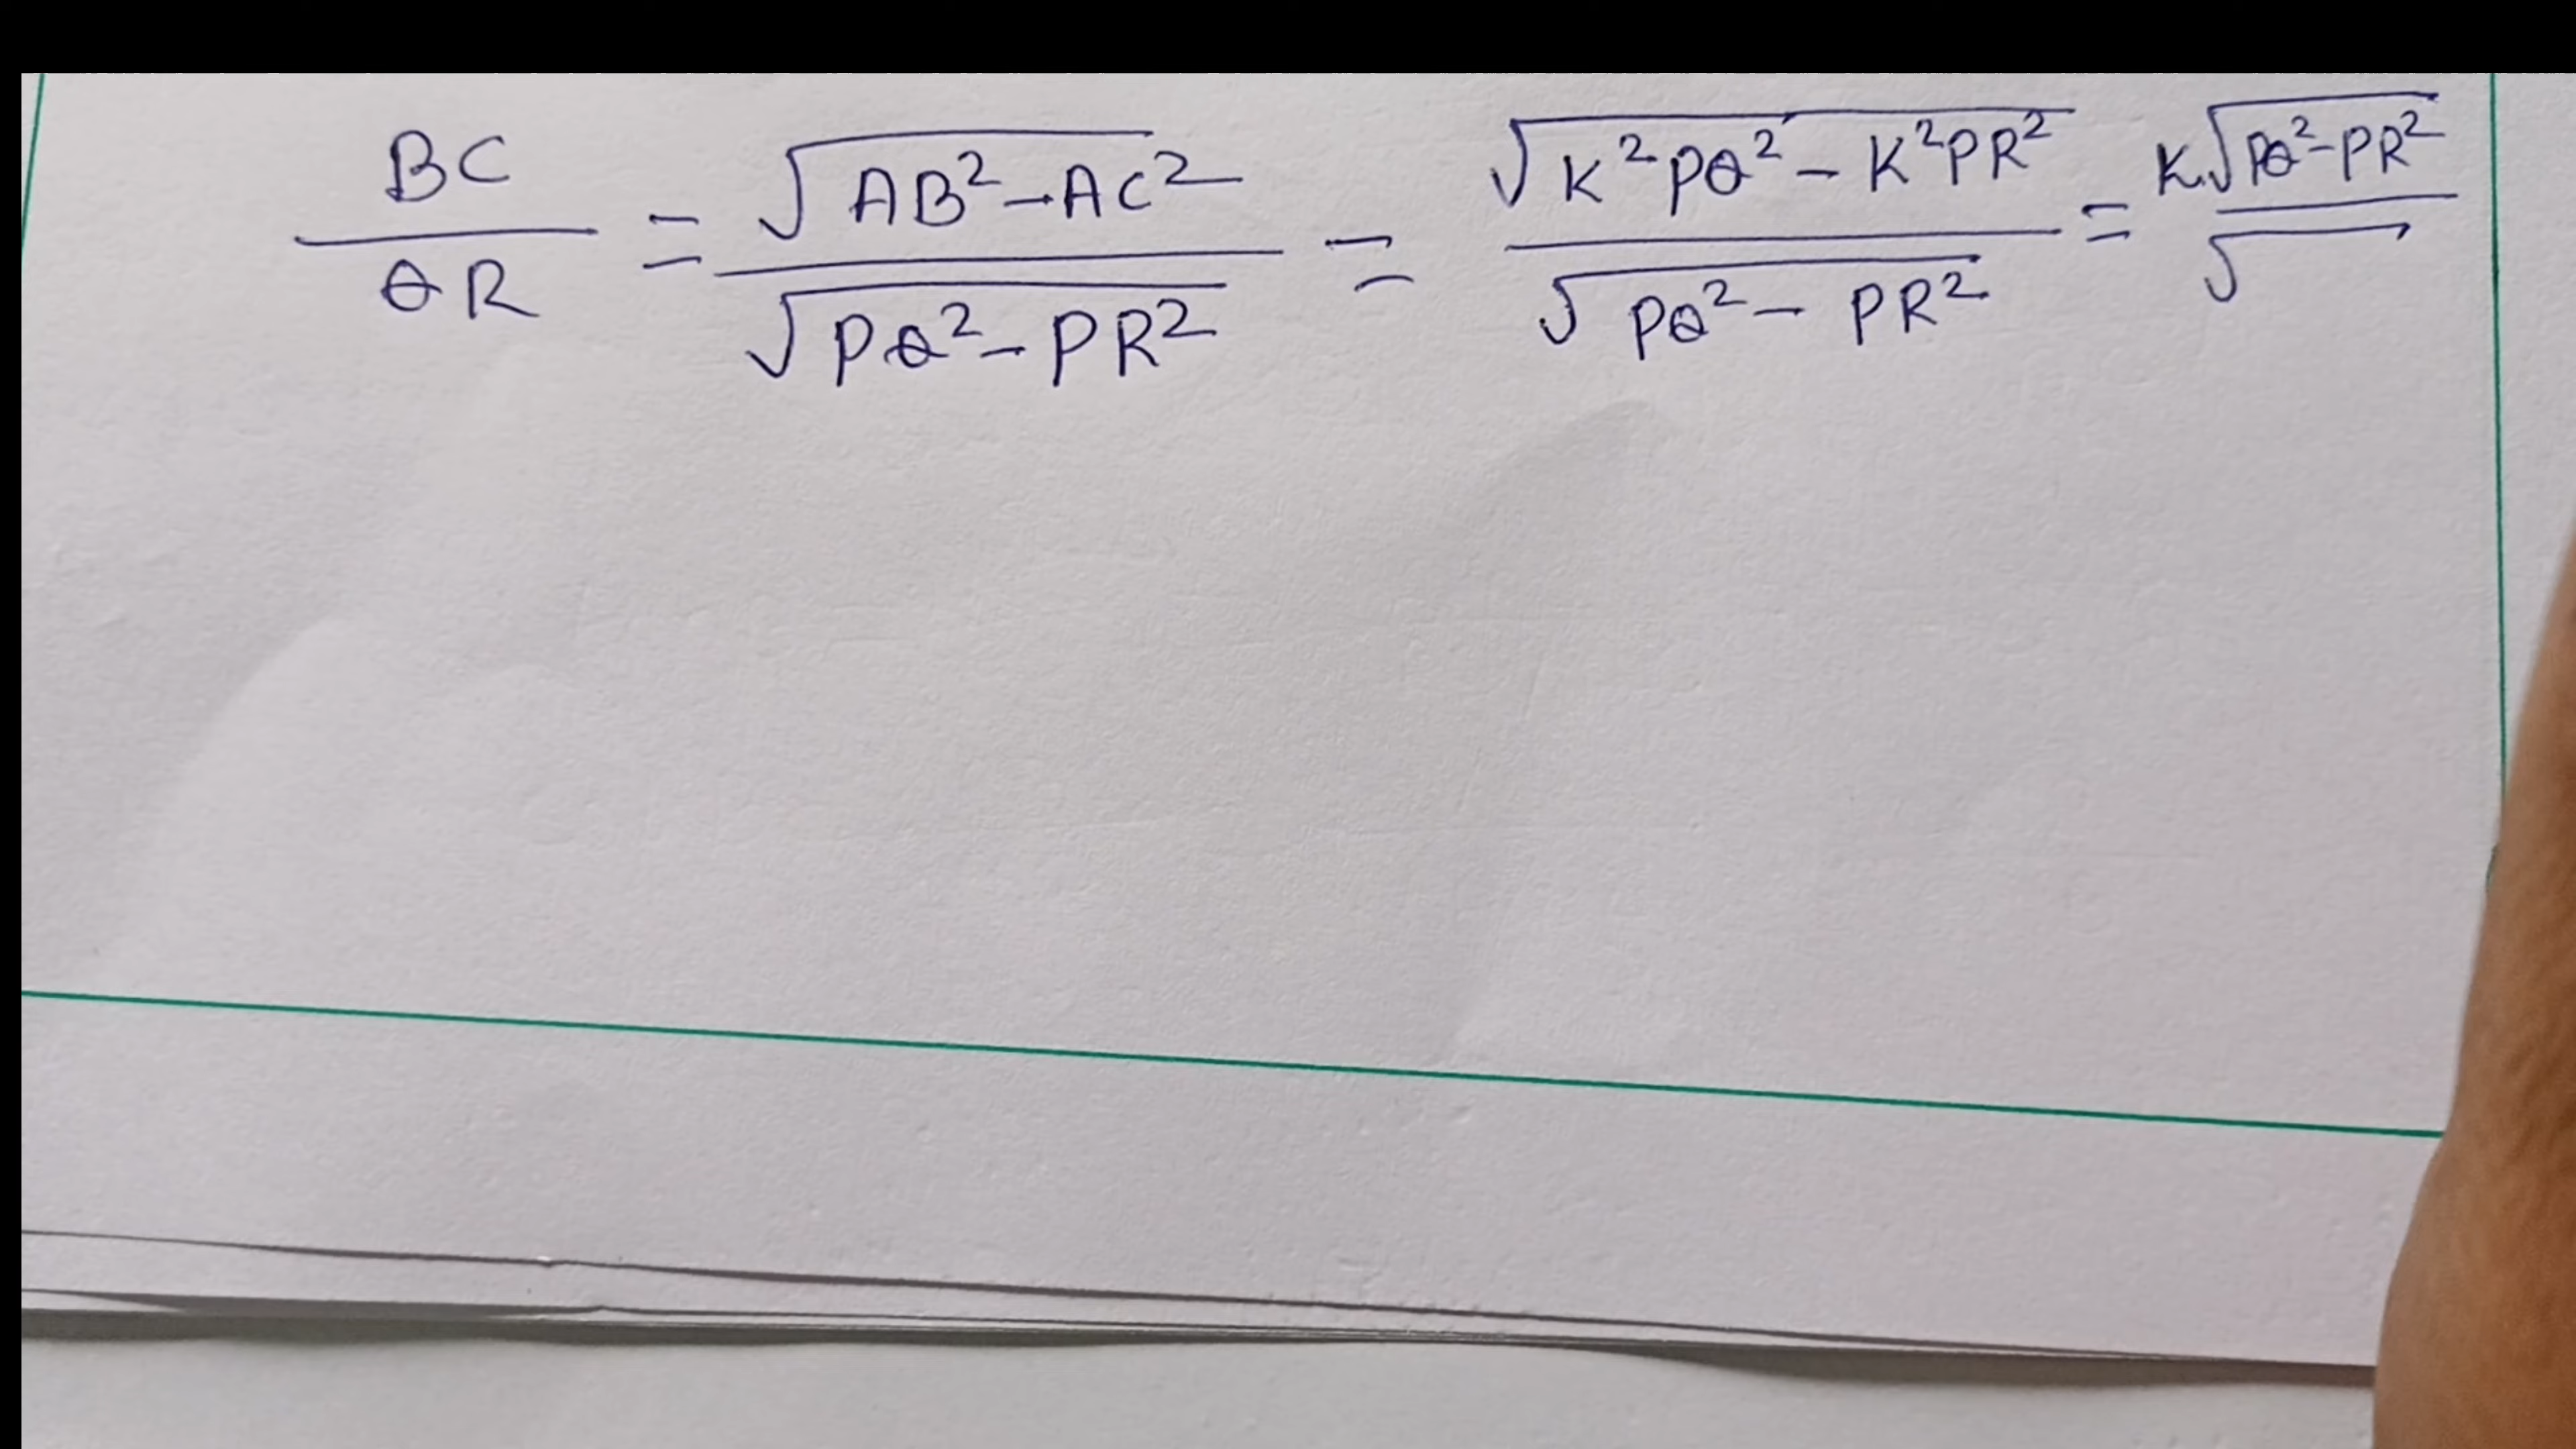 BC/QR = √(AB²-AC²)/√(PQ²-PR²) = √(K²PQ²-K²PR²)/√(PQ²-PR²) = K√(PQ²-PR²)/√